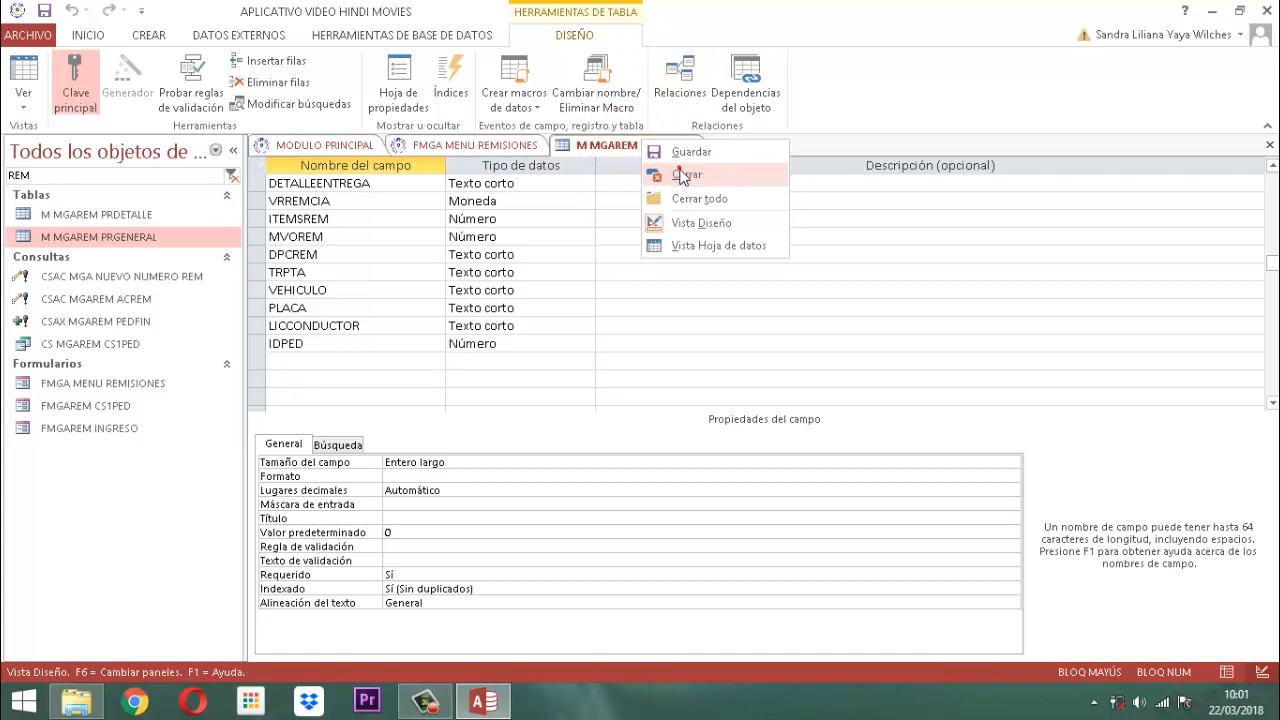 APLICATIVO VIDEO HINDI MOVIES
HERRAMIENTAS DE TABLA
?
ARCHIVO INICIO CREAR DATOS EXTERNOS HERRAMIENTAS DE BASE DE DATOS DISEÑO
Sandra Liliana Yaya Wilches
Ver
Clave principal
Generador
Probar reglas de validación
Insertar filas
Eliminar filas
Modificar búsquedas
Hoja de propiedades
Índices
Crear macros de datos
Cambiar nombre/ Eliminar Macro
Relaciones
Dependencias del objeto
Vistas
Herramientas
Mostrar u ocultar
Eventos de campo, registro y tabla
Relaciones
Todos los objetos de ...
REM
Tablas
M MGAREM PRDETALLE
M MGAREM PRGENERAL
Consultas
CSAC MGA NUEVO NUMERO REM
CSAC MGAREM ACREM
CSAX MGAREM PEDFIN
CS MGAREM CS1PED
Formularios
FMGA MENU REMISIONES
FMGAREM CS1PED
FMGAREM INGRESO
MODULO PRINCIPAL
FMGA MENU REMISIONES
M MGAREM
Nombre del campo Tipo de datos Descripción (opcional)
DETALLEENTREGA Texto corto
VRREMCIA Moneda
ITEMSREM Número
MVOREM Número
DPCREM Texto corto
TRPTA Texto corto
VEHICULO Texto corto
PLACA Texto corto
LICCONDUCTOR Texto corto
IDPED Número
Guardar
Cerrar
Cerrar todo
Vista Diseño
Vista Hoja de datos
Propiedades del campo
General Búsqueda
Tamaño del campo Entero largo
Formato
Lugares decimales Automático
Máscara de entrada
Título
Valor predeterminado 0
Regla de validación
Texto de validación
Requerido Sí
Indexado Sí (Sin duplicados)
Alineación del texto General
Un nombre de campo puede tener hasta 64
caracteres de longitud, incluyendo espacios.
Presione F1 para obtener ayuda acerca de los
nombres de campo.
Vista Diseño. F6 = Cambiar paneles. F1 = Ayuda.
BLOQ MAYÚS BLOQ NUM
Pr
10:01
22/03/2018